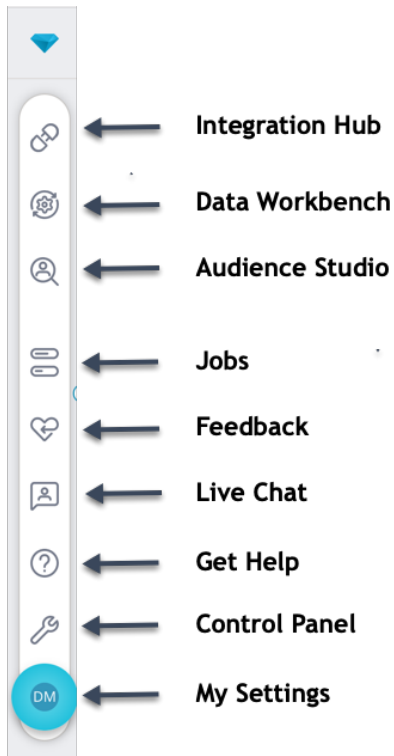 Integration Hub
Data Workbench
Audience Studio
Jobs
Feedback
Live Chat
Get Help
Control Panel
DM
My Settings